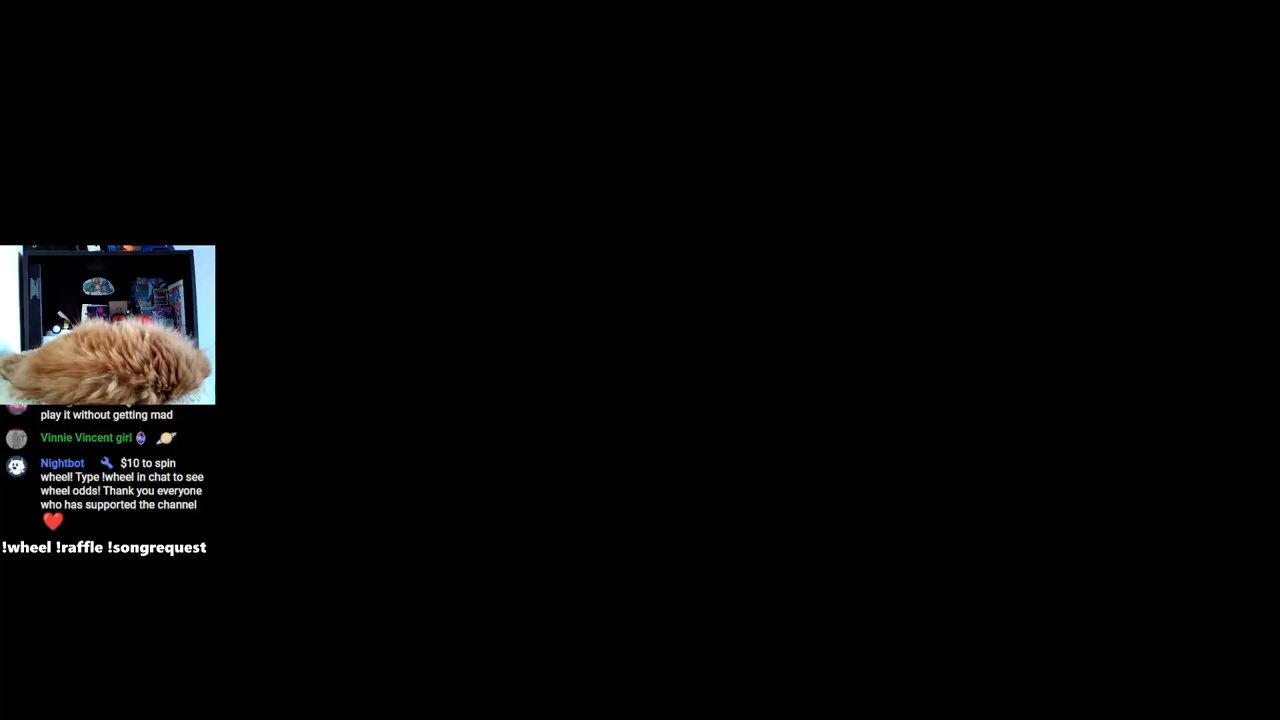 play it without getting mad
Vinnie Vincent girl
Nightbot $10 to spin
wheel! Type !wheel in chat to see
wheel odds! Thank you everyone
who has supported the channel
!wheel !raffle !songrequest